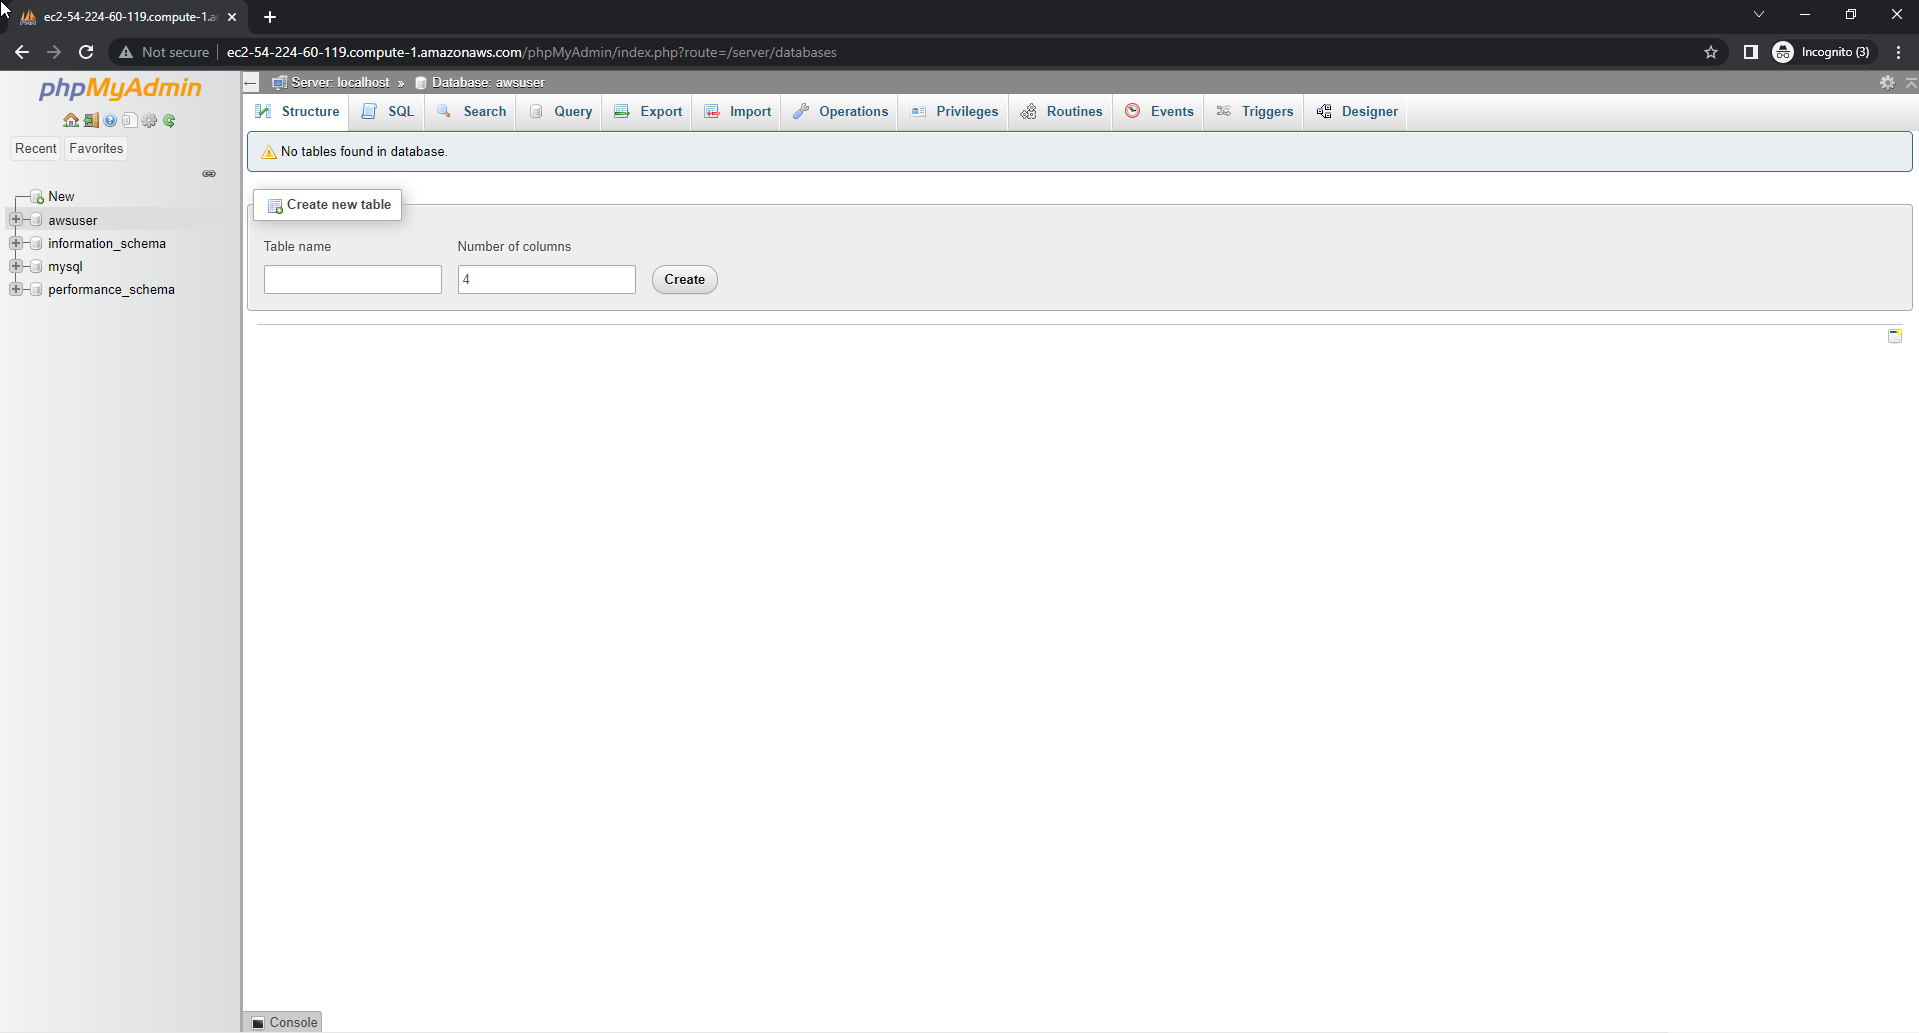 ec2-54-224-60-119.compute-1.a
Not secure ec2-54-224-60-119.compute-1.amazonaws.com/phpMyAdmin/index.php?route=/server/databases Incognito (3)
phpMyAdmin
Recent Favorites
New
awsuser
information_schema
mysql
performance_schema
Server: localhost » Database: awsuser
Structure SQL Search Query Export Import Operations Privileges Routines Events Triggers Designer
No tables found in database.
Create new table
Table name Number of columns
4 Create
Console